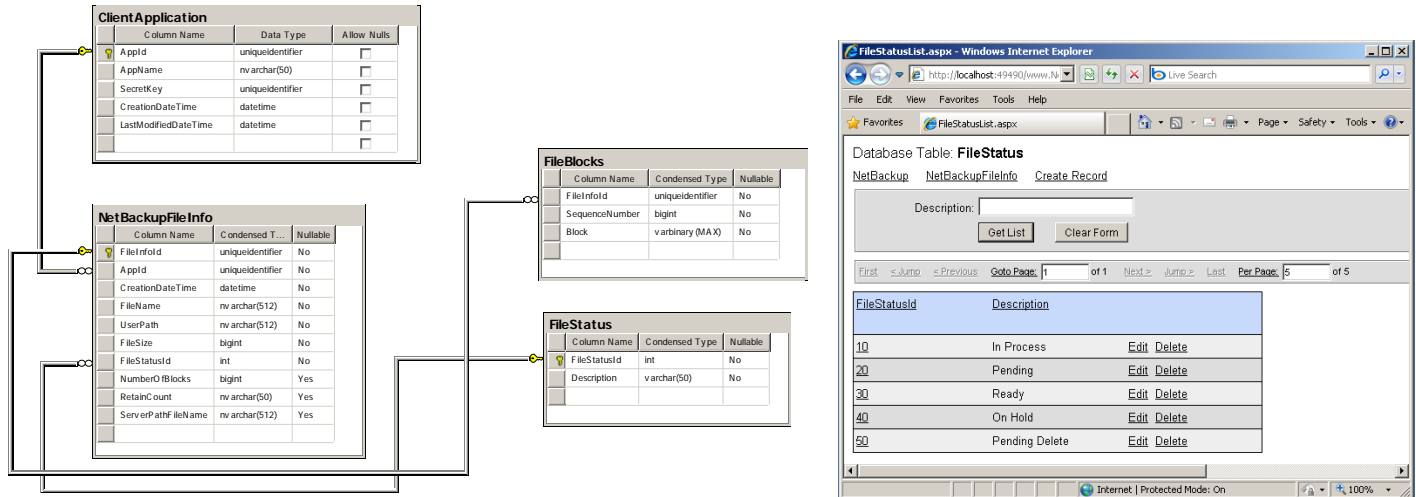 ClientApplication
Column Name Data Type Allow Nulls
AppId uniqueidentifier
AppName nvarchar(50)
SecretKey uniqueidentifier
CreationDateTime datetime
LastModifiedDateTime datetime
NetBackupFileInfo
Column Name Condensed T... Nullable
FileInfoId uniqueidentifier No
AppId uniqueidentifier No
CreationDateTime datetime No
FileName nvarchar(512) No
UserPath nvarchar(512) No
FileSize bigint No
FileStatusId int No
NumberOfBlocks bigint Yes
RetainCount nvarchar(50) Yes
ServerPathFileName nvarchar(512) Yes
FileBlocks
Column Name Condensed Type Nullable
FileInfoId uniqueidentifier No
SequenceNumber bigint No
Block varbinary(MAX) No
FileStatus
Column Name Condensed Type Nullable
FileStatusId int No
Description varchar(50) No
FileStatusList.aspx - Windows Internet Explorer
http://localhost:49490/www.N Live Search
File Edit View Favorites Tools Help
Favorites FileStatusList.aspx Page Safety Tools
Database Table: FileStatus
NetBackup NetBackupFileInfo Create Record
Description:
Get List Clear Form
First < Jump < Previous Goto Page: 1 of 1 Next > Jump > Last Per Page: 5 of 5
FileStatusId Description
10 In Process Edit Delete
20 Pending Edit Delete
30 Ready Edit Delete
40 On Hold Edit Delete
50 Pending Delete Edit Delete
Internet | Protected Mode: On 100%